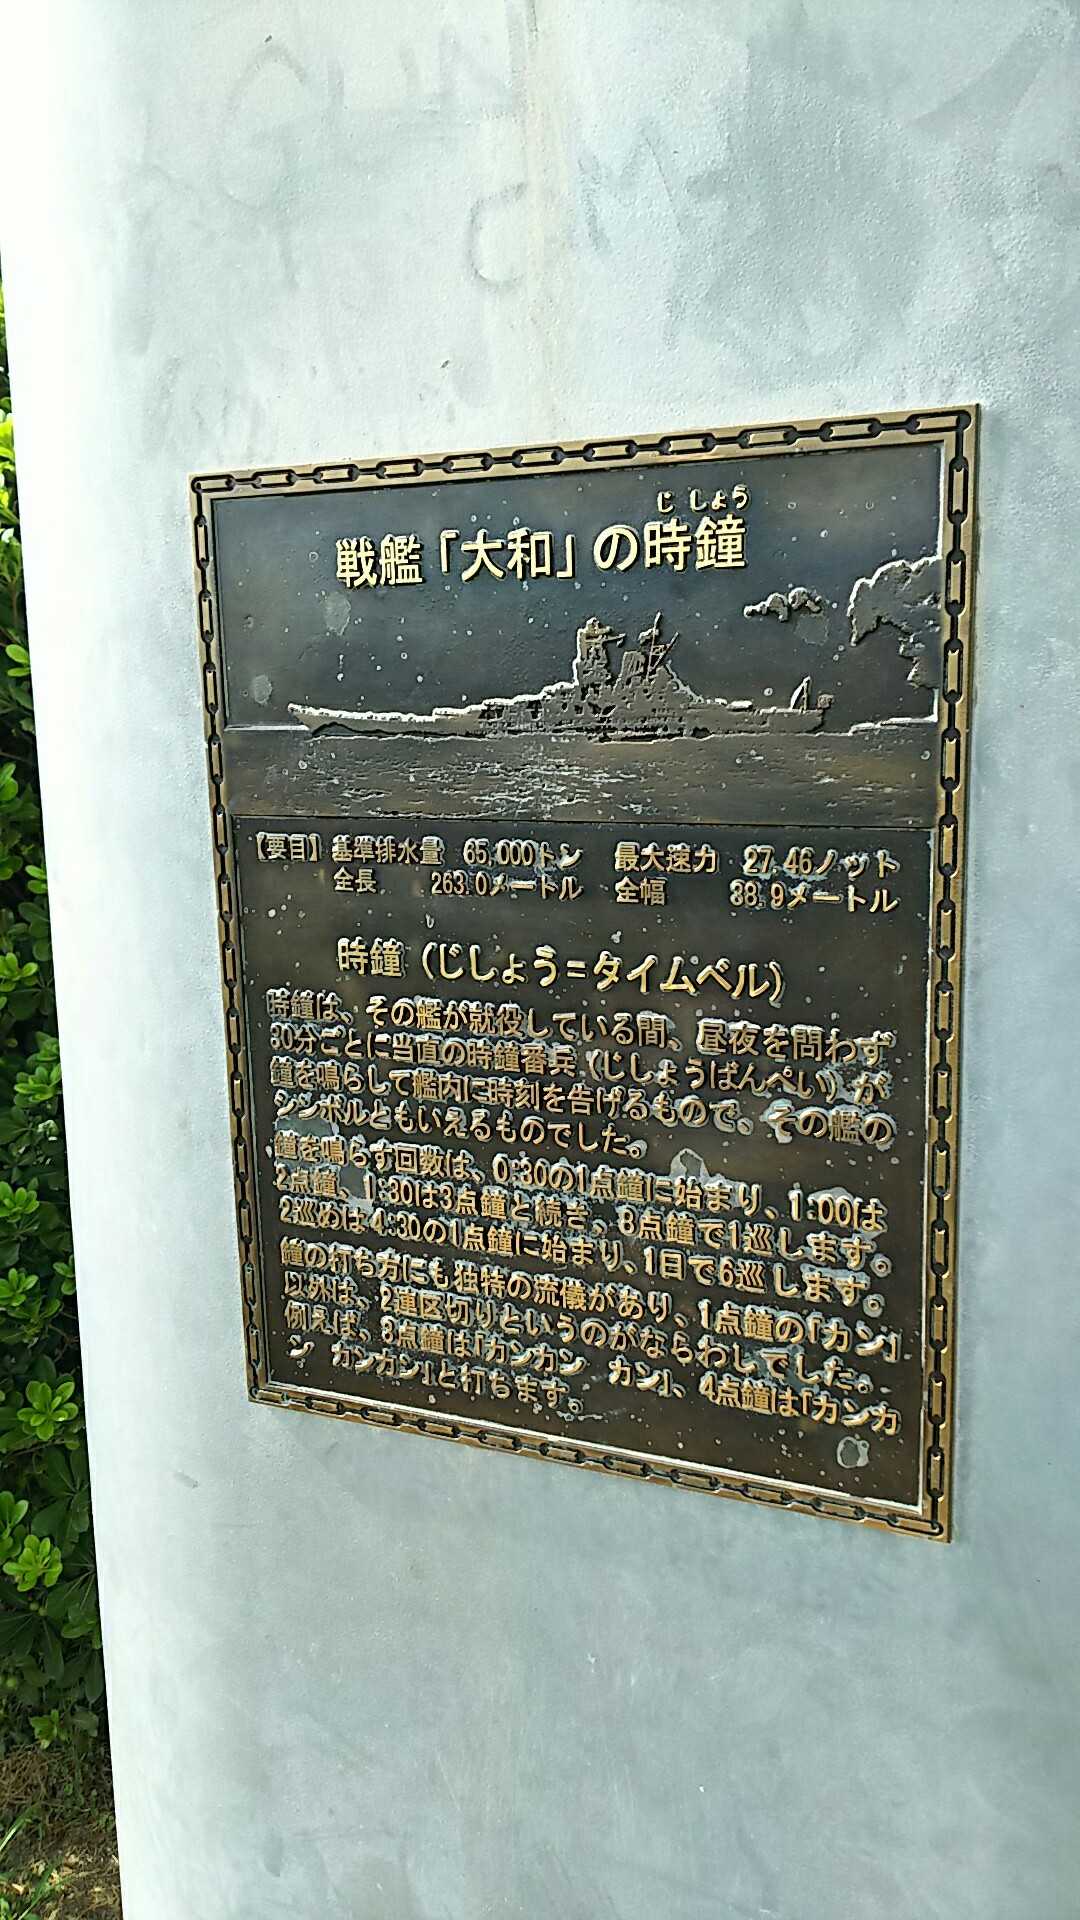 じしょう
戦艦「大和」の時鐘
【要目】基準排水量 65,000トン 最大速力 27.46ノット
全長 263.0メートル 全幅 38.9メートル
時鐘（じしょう=タイムベル）
時鐘は、その艦が就役している間、昼夜を問わず
30分ごとに当直の時鐘番兵（じしょうばんぺい）が
鐘を鳴らして艦内に時刻を告げるもので、その艦の
シンボルともいえるものでした。
鐘を鳴らす回数は、0:30の1点鐘に始まり、1:00は
2点鐘、1:30は3点鐘と続き、8点鐘で1巡します。
2巡めは4:30の1点鐘に始まり、1日で6巡します。
鐘の打ち方にも独特の流儀があり、1点鐘の「カン」
以外は、2連区切りというのがならわしでした。
例えば、3点鐘は「カンカン カン」、4点鐘は「カンカ
ン カンカン」と打ちます。